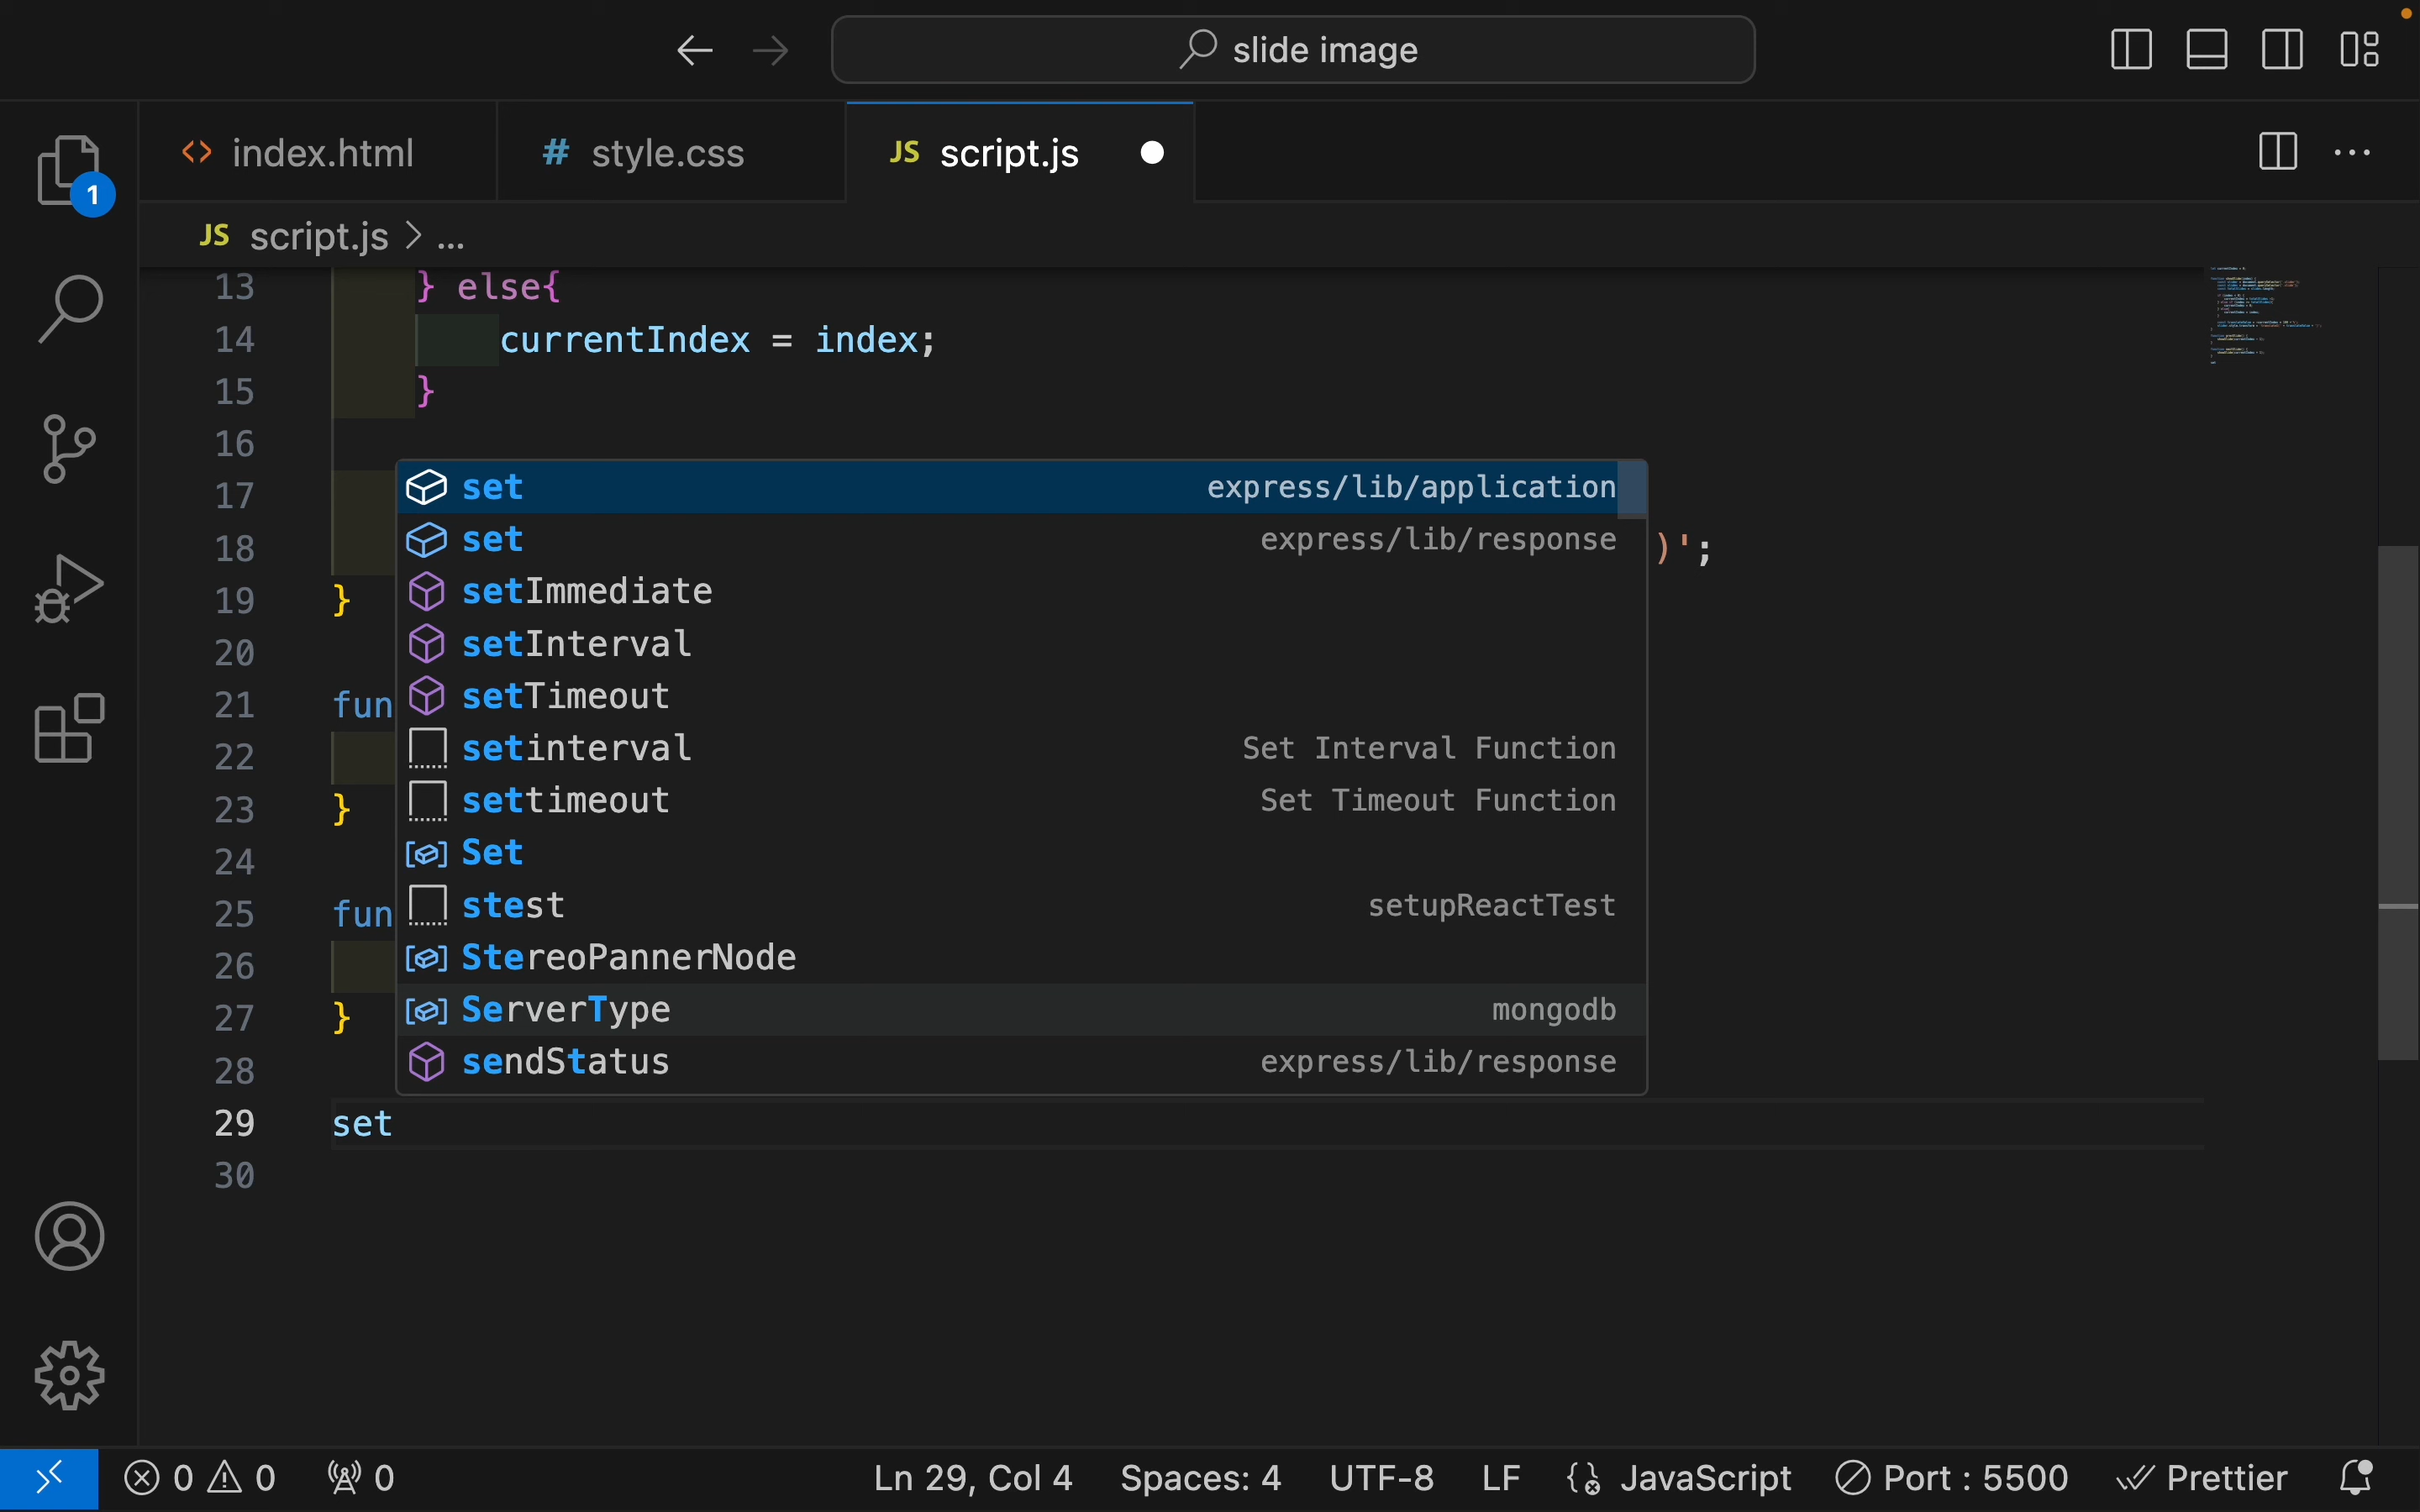 slide image
index.html
# style.css
JS script.js
1
JS script.js > ...
13 } else{
14 currentIndex = index;
15 }
16
17
18 )';
19 }
20
21 fun
22
23 }
24
25 fun
26
27 }
28
29 set
30
set express/lib/application
set express/lib/response
setImmediate
setInterval
setTimeout
setinterval Set Interval Function
settimeout Set Timeout Function
Set
stest setupReactTest
StereoPannerNode
ServerType mongodb
sendStatus express/lib/response
0 0 0 Ln 29, Col 4 Spaces: 4 UTF-8 LF JavaScript Port : 5500 Prettier